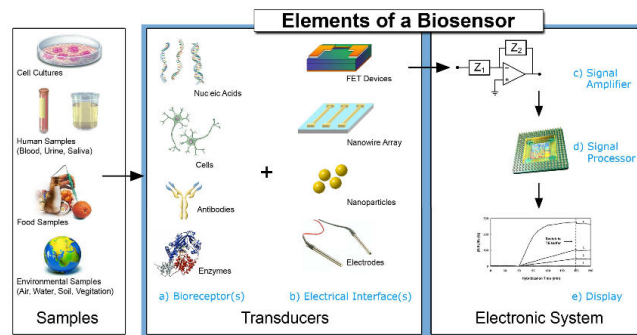 Elements of a Biosensor
Cell Cultures
Human Samples
(Blood, Urine, Saliva)
Food Samples
Environmental Samples
(Air, Water, Soil, Vegitation)
Samples
Nucleic Acids
Cells
Antibodies
Enzymes
a) Bioreceptor(s)
+
FET Devices
Nanowire Array
Nanoparticles
Electrodes
b) Electrical Interface(s)
Transducers
Z1
Z2
c) Signal
Amplifier
d) Signal
Processor
e) Display
Electronic System